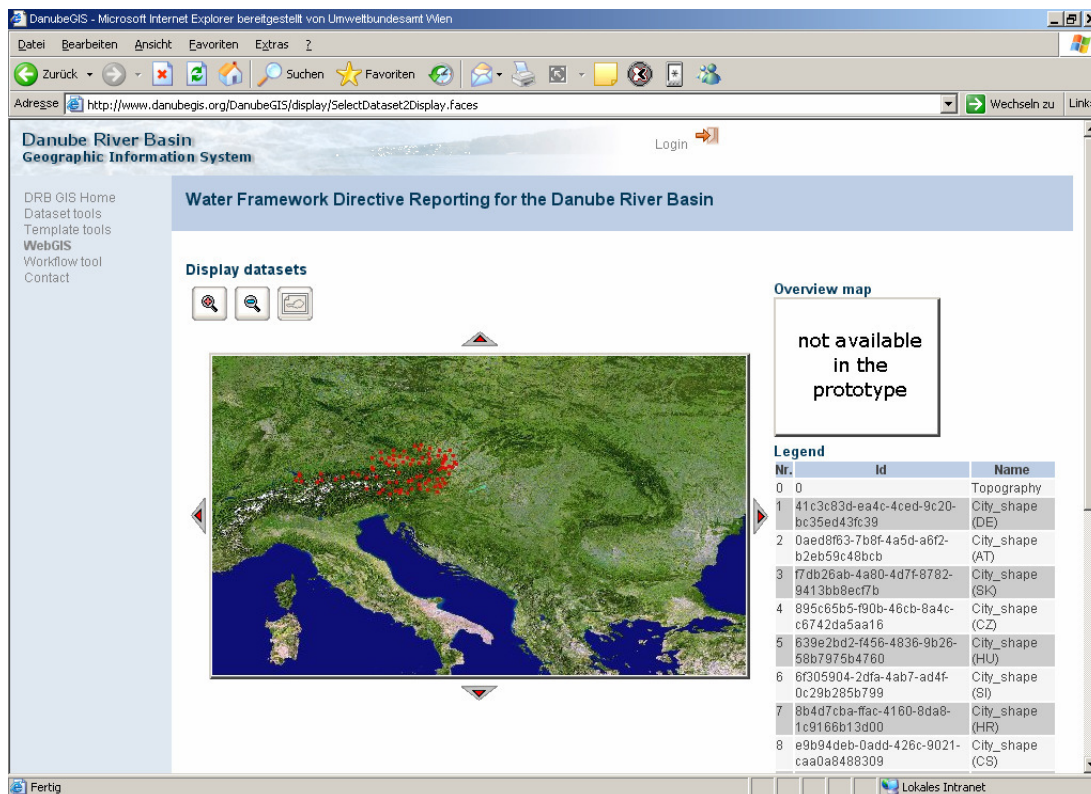 DanubeGIS - Microsoft Internet Explorer bereitgestellt von Umweltbundesamt Wien
Datei Bearbeiten Ansicht Favoriten Extras ?
Zurück Suchen Favoriten
Adresse http://www.danubegis.org/DanubeGIS/display/SelectDataset2Display.faces Wechseln zu Links
Danube River Basin
Geographic Information System
Login
DRB GIS Home
Dataset tools
Template tools
WebGIS
Workflow tool
Contact
Water Framework Directive Reporting for the Danube River Basin
Display datasets
Overview map
not available
in the
prototype
Legend
Nr. Id Name
0 0 Topography
1 41c3c83d-ea4c-4ced-9c20-
bc35ed43fc39
City_shape
(DE)
2 0aed8f63-7b8f-4a5d-a6f2-
b2eb59c48bcb
City_shape
(AT)
3 f7db26ab-4a80-4d7f-8782-
9413bb8ecf7b
City_shape
(SK)
4 895c65b5-f90b-46cb-8a4c-
c6742da5aa16
City_shape
(CZ)
5 639e2bd2-f456-4836-9b26-
58b7975b4760
City_shape
(HU)
6 6f305904-2dfa-4ab7-ad4f-
0c29b285b799
City_shape
(SI)
7 8b4d7cba-ffac-4160-8da8-
1c9166b13d00
City_shape
(HR)
8 e9b94deb-0add-426c-9021-
caa0a8488309
City_shape
(CS)
Fertig
Lokales Intranet